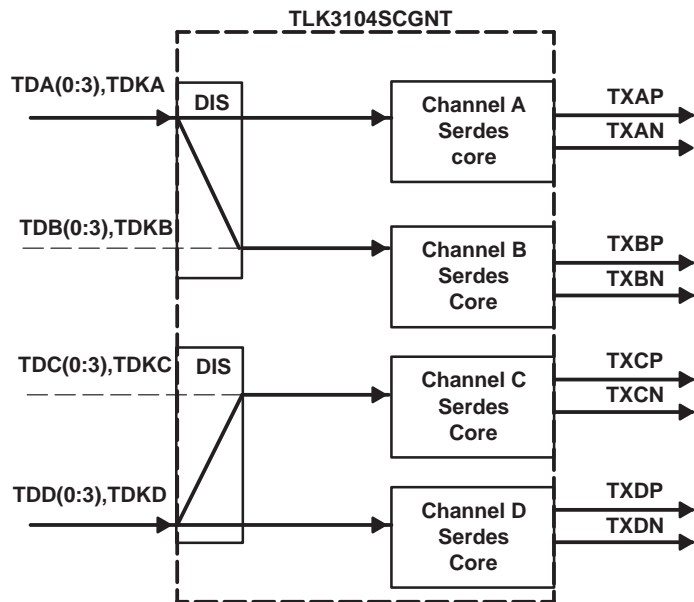 TLK3104SCGNT
TDA(0:3),TDKA
DIS
Channel A
Serdes
core
TXAP
TXAN
TDB(0:3),TDKB
Channel B
Serdes
Core
TXBP
TXBN
TDC(0:3),TDKC
DIS
Channel C
Serdes
Core
TXCP
TXCN
TDD(0:3),TDKD
Channel D
Serdes
Core
TXDP
TXDN